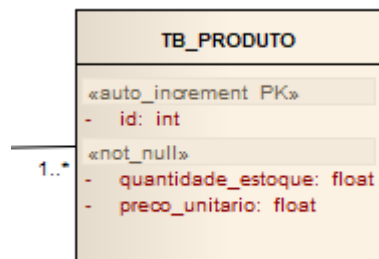 TB_PRODUTO
«auto_increment PK»
- id: int
1..*
«not_null»
- quantidade_estoque: float
- preco_unitario: float